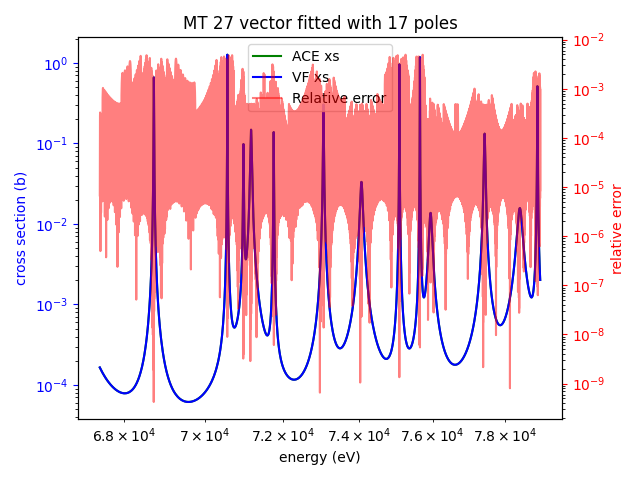 MT 27 vector fitted with 17 poles
ACE xs
VF xs
Relative error
cross section (b)
10⁰
10⁻¹
10⁻²
10⁻³
10⁻⁴
relative error
10⁻²
10⁻³
10⁻⁴
10⁻⁵
10⁻⁶
10⁻⁷
10⁻⁸
10⁻⁹
6.8 × 10⁴ 7 × 10⁴ 7.2 × 10⁴ 7.4 × 10⁴ 7.6 × 10⁴ 7.8 × 10⁴
energy (eV)